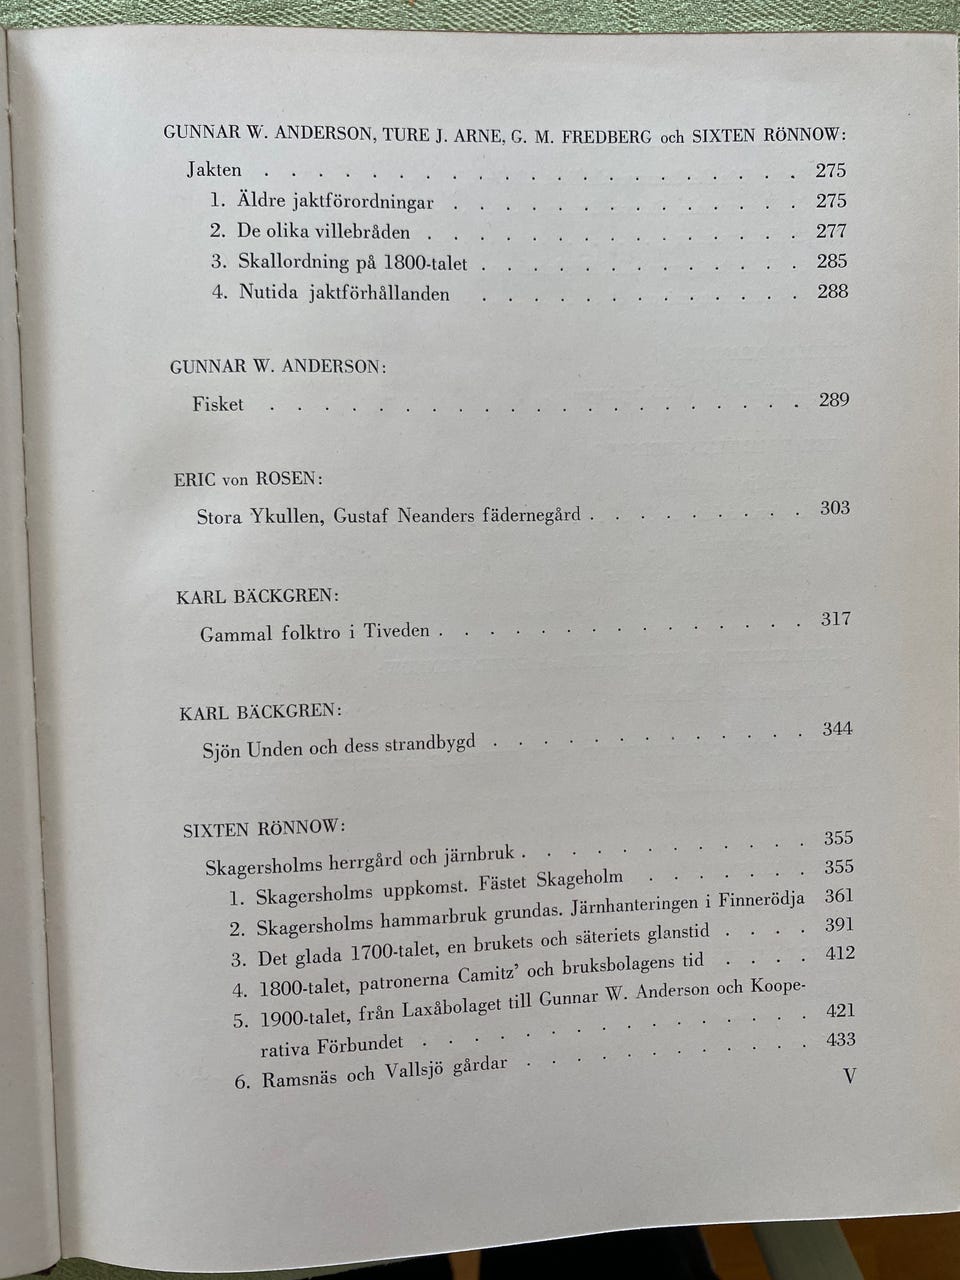 GUNNAR W. ANDERSON, TURE J. ARNE, G. M. FREDBERG och SIXTEN RÖNNOW:
Jakten . . . . . . . . . . . . . . . . . . . . . 275
1. Äldre jaktförordningar . . . . . . . . . . . . . . 275
2. De olika villebråden . . . . . . . . . . . . . . . 277
3. Skallordning på 1800-talet . . . . . . . . . . . . . 285
4. Nutida jaktförhållanden . . . . . . . . . . . . . 288
GUNNAR W. ANDERSON:
Fisket . . . . . . . . . . . . . . . . . . . . . 289
ERIC von ROSEN:
Stora Ykullen, Gustaf Neanders fädernegård . . . . . . . . . 303
KARL BÄCKGREN:
Gammal folktro i Tiveden . . . . . . . . . . . . . . . 317
KARL BÄCKGREN:
Sjön Unden och dess strandbygd . . . . . . . . . . . . . 344
SIXTEN RÖNNOW:
Skagersholms herrgård och järnbruk . . . . . . . . . . . . 355
1. Skagersholms uppkomst. Fästet Skageholm . . . . . . . 355
2. Skagersholms hammarbruk grundas. Järnhanteringen i Finnerödja 361
3. Det glada 1700-talet, en brukets och säteriets glanstid . . . . 391
4. 1800-talet, patronerna Camitz' och bruksbolagens tid . . . . 412
5. 1900-talet, från Laxåbolaget till Gunnar W. Anderson och Koope-
rativa Förbundet . . . . . . . . . . . . . . . 421
6. Ramsnäs och Vallsjö gårdar . . . . . . . . . . . . 433
V